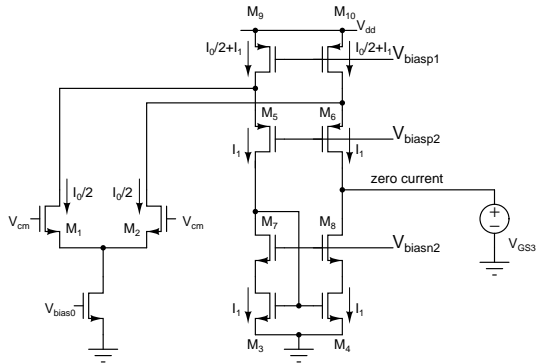 M9
M10
Vdd
I0/2+I1
I0/2+I1
Vbiasp1
M5
M6
Vbiasp2
I1
I1
I0/2
I0/2
zero current
Vcm
M1
M2
Vcm
M7
M8
Vbiasn2
+
−
VGS3
Vbias0
I1
I1
M3
M4